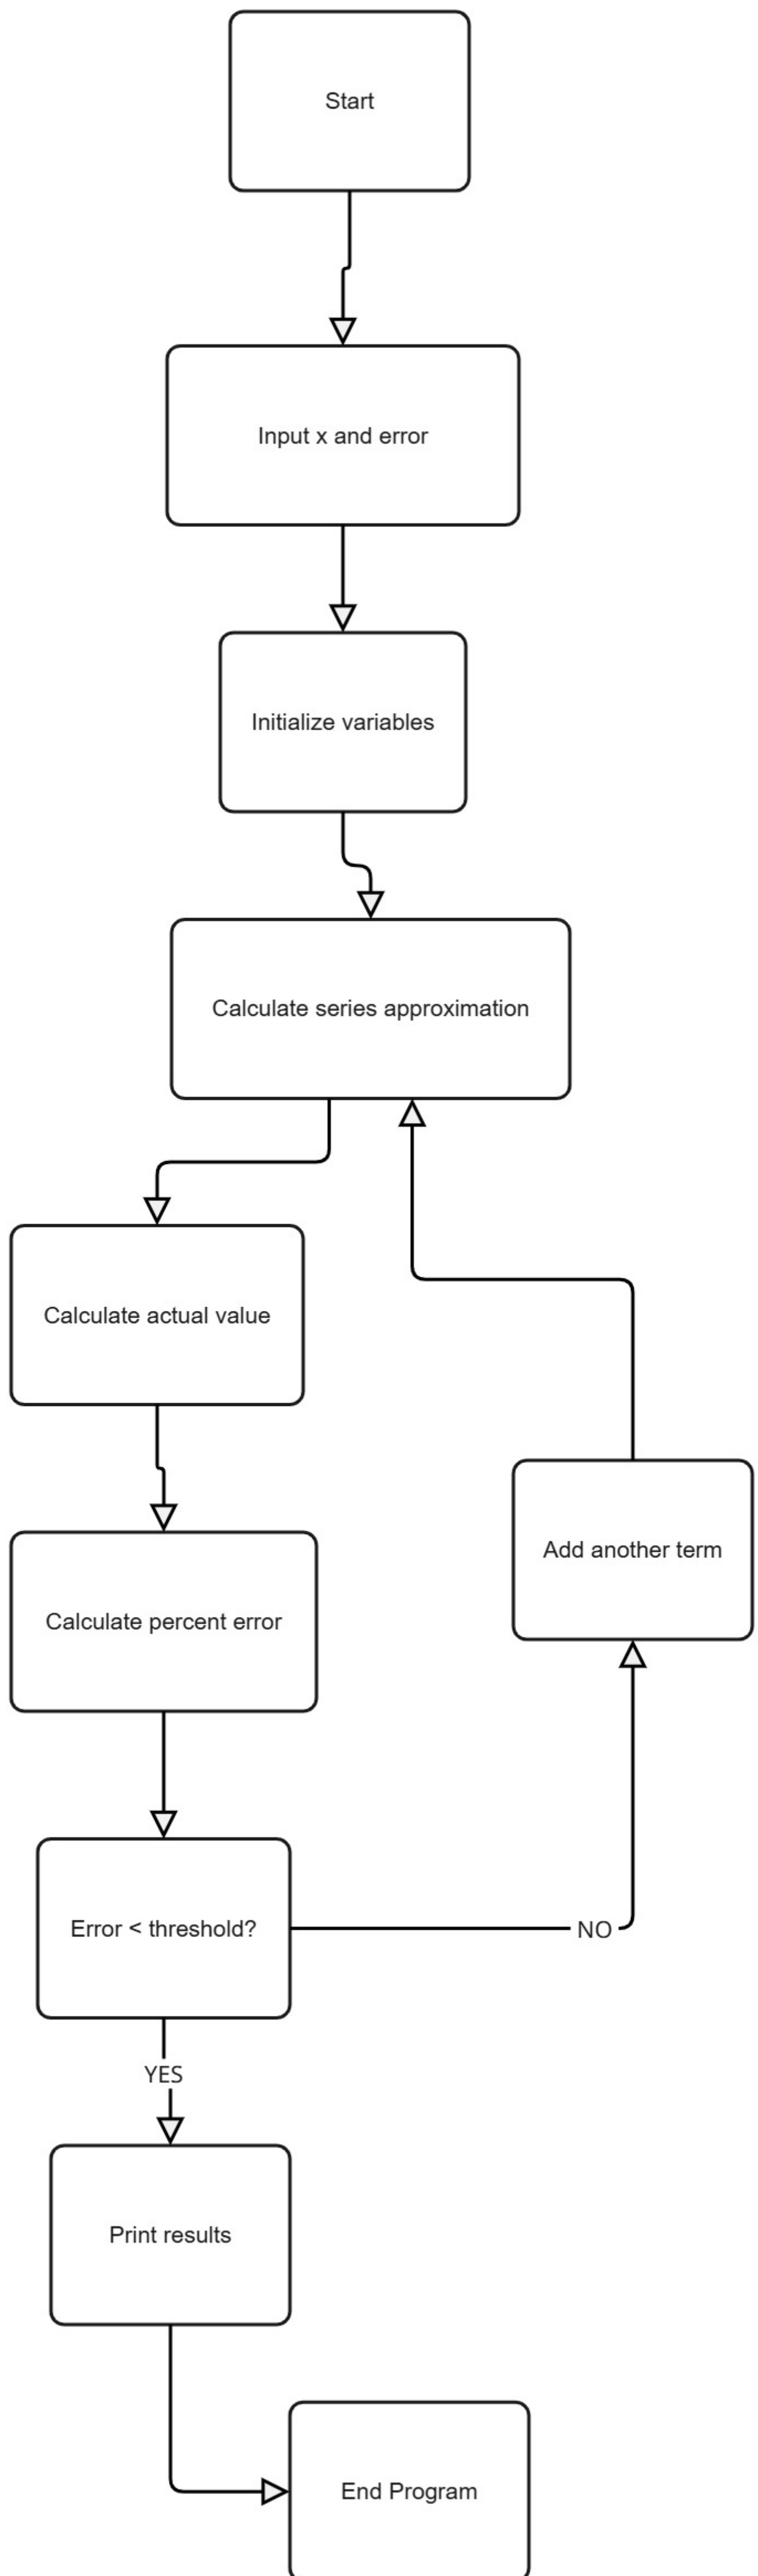 Start
Input x and error
Initialize variables
Calculate series approximation
Calculate actual value
Calculate percent error
Add another term
Error < threshold?
NO
YES
Print results
End Program